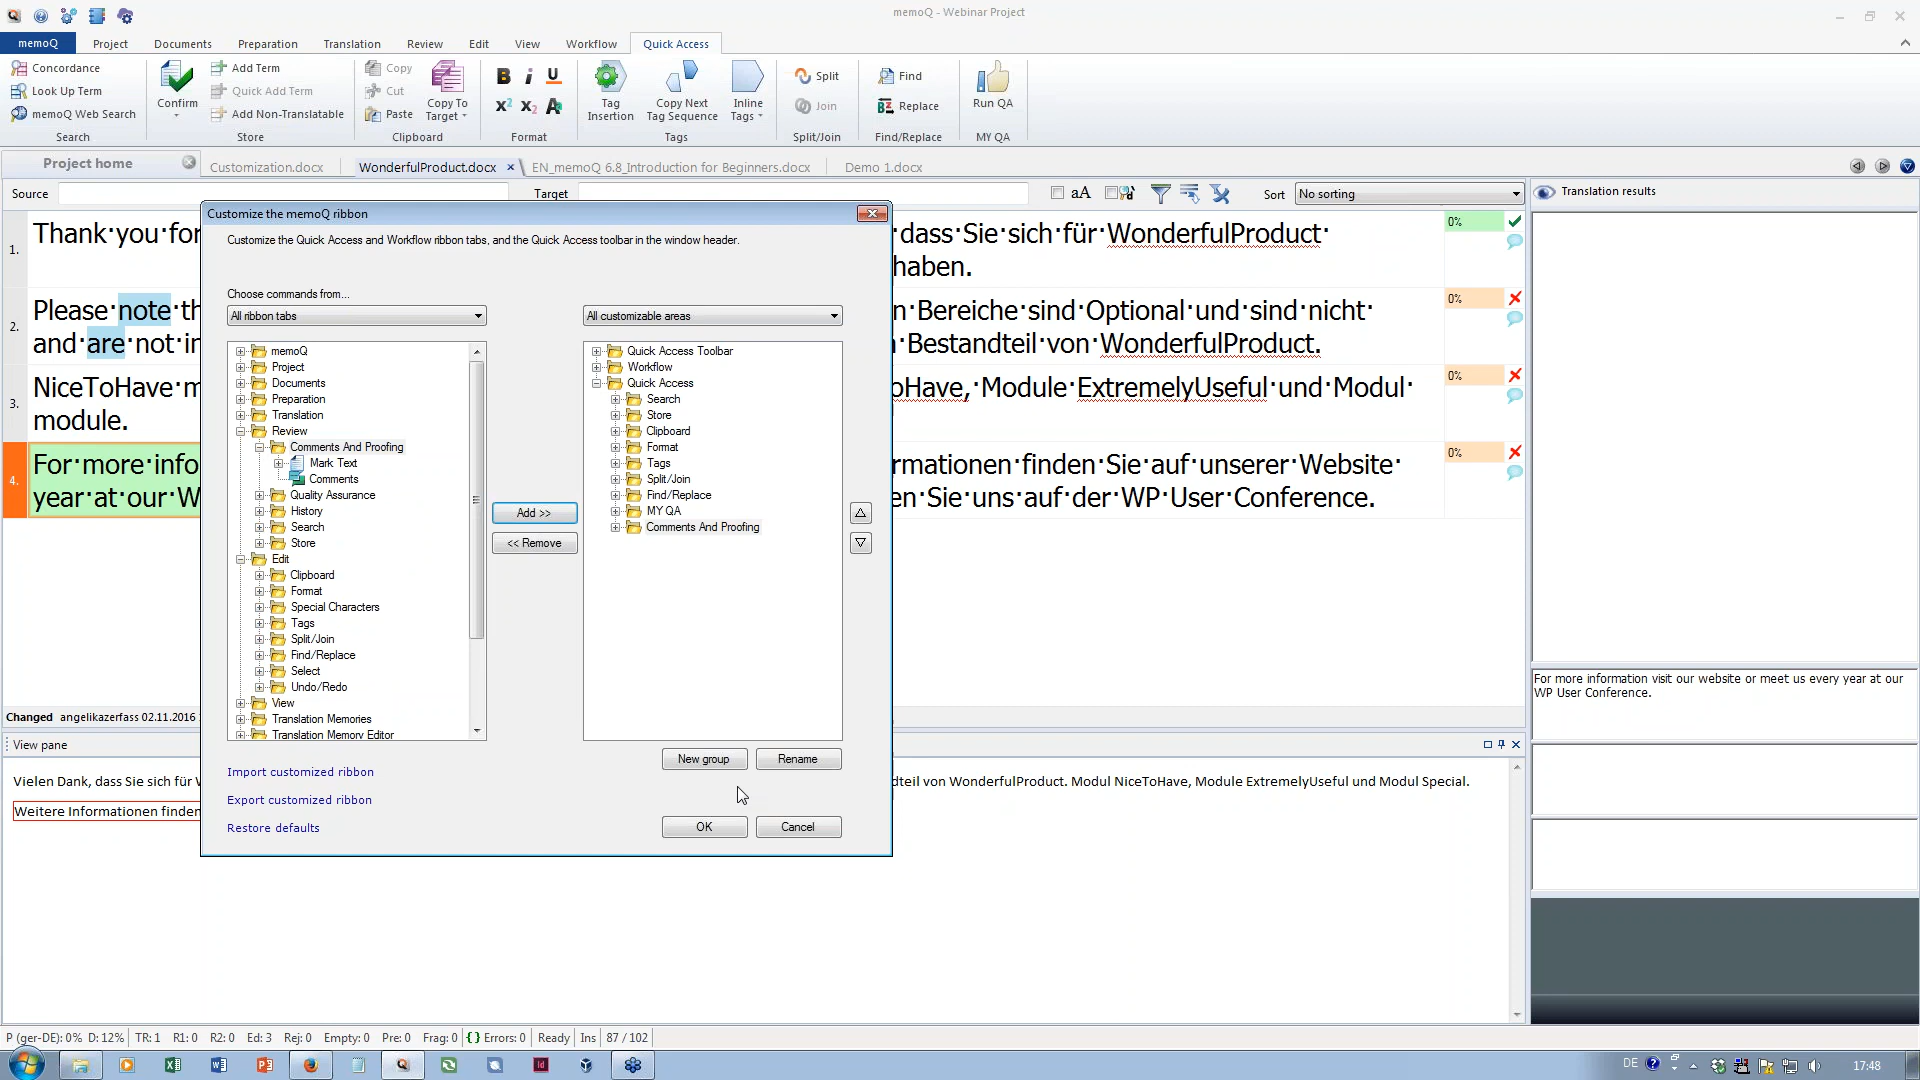 memoQ - Webinar Project
memoQ Project Documents Preparation Translation Review Edit View Workflow Quick Access
Concordance
Look Up Term
memoQ Web Search
Search
Confirm
Add Term
Quick Add Term
Add Non-Translatable
Store
Copy
Cut
Paste
Copy To
Target
Clipboard
B i U
X² X₂ A
Format
Tag
Insertion
Copy Next
Tag Sequence
Inline
Tags
Tags
Split
Join
Split/Join
Find
Replace
Find/Replace
Run QA
MY QA
Project home Customization.docx WonderfulProduct.docx EN_memoQ 6.8_Introduction for Beginners.docx Demo 1.docx
Source Target aA Sort No sorting
Translation results
1. Thank·you·for
·dass·Sie·sich·für·WonderfulProduct·
haben.
0%
2. Please·note·th
and·are·not·in
n·Bereiche·sind·Optional·und·sind·nicht·
Bestandteil·von·WonderfulProduct.
0%
3. NiceToHave·m
module.
oHave,·Module·ExtremelyUseful·und·Modul·
0%
4. For·more·info
year·at·our·W
rmationen·finden·Sie·auf·unserer·Website·
en·Sie·uns·auf·der·WP·User·Conference.
0%
Customize the memoQ ribbon
Customize the Quick Access and Workflow ribbon tabs, and the Quick Access toolbar in the window header.
Choose commands from...
All ribbon tabs
memoQ
Project
Documents
Preparation
Translation
Review
Comments And Proofing
Mark Text
Comments
Quality Assurance
History
Search
Store
Edit
Clipboard
Format
Special Characters
Tags
Split/Join
Find/Replace
Select
Undo/Redo
View
Translation Memories
Translation Memory Editor
Add >>
<< Remove
All customizable areas
Quick Access Toolbar
Workflow
Quick Access
Search
Store
Clipboard
Format
Tags
Split/Join
Find/Replace
MY QA
Comments And Proofing
New group Rename
Import customized ribbon
Export customized ribbon
Restore defaults
OK Cancel
For more information visit our website or meet us every year at our
WP User Conference.
Changed angelikazerfass 02.11.2016
View pane
Vielen Dank, dass Sie sich für W
dteil von WonderfulProduct. Modul NiceToHave, Module ExtremelyUseful und Modul Special.
Weitere Informationen finden
P (ger-DE): 0% D: 12% TR: 1 R1: 0 R2: 0 Ed: 3 Rej: 0 Empty: 0 Pre: 0 Frag: 0 Errors: 0 Ready Ins 87 / 102
DE 17:48